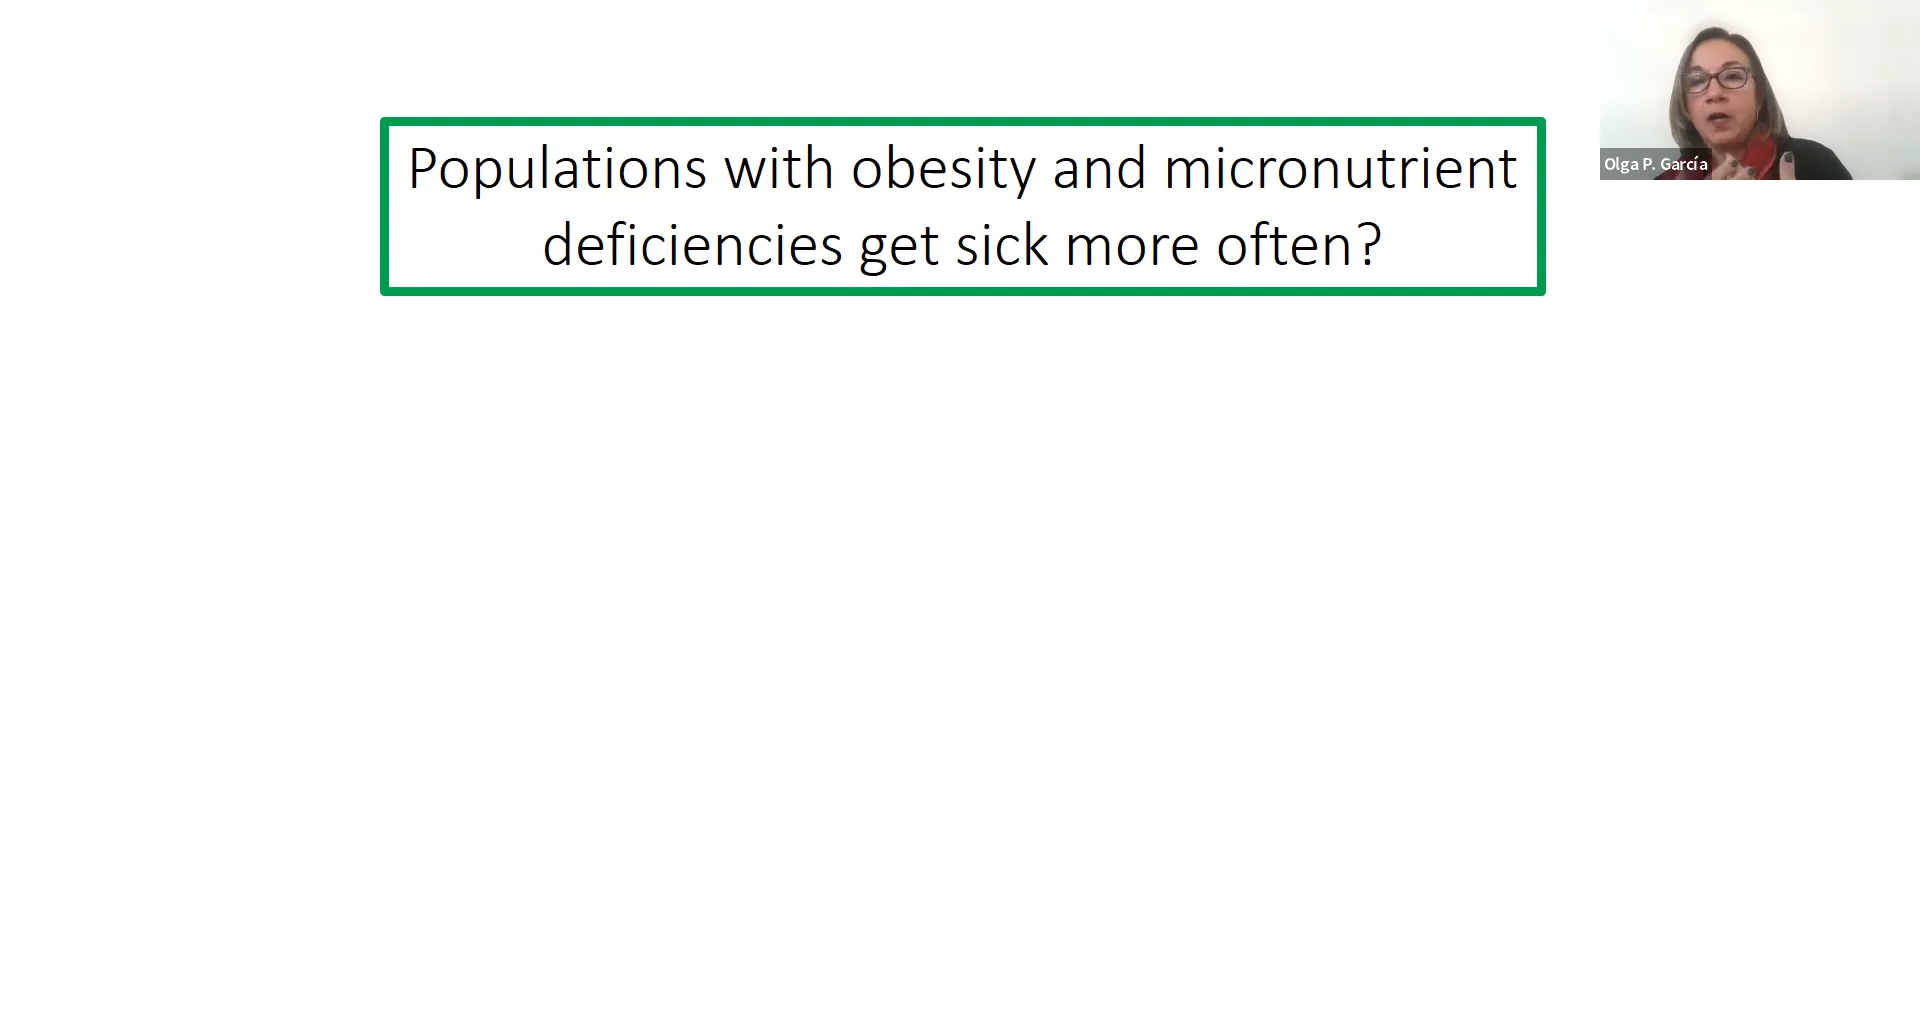 Populations with obesity and micronutrient
deficiencies get sick more often?
Olga P. García